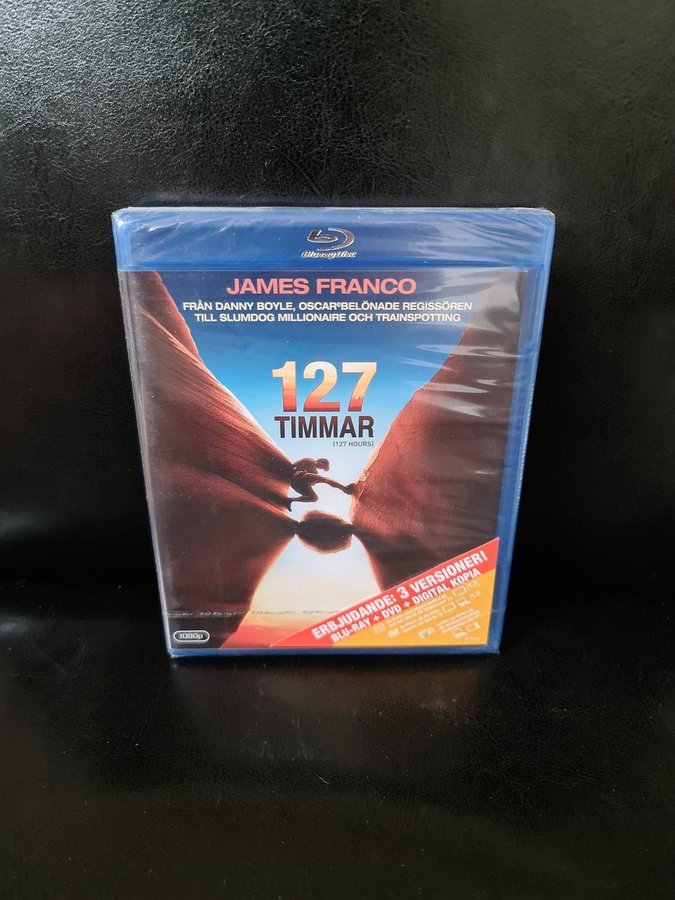 Blu-ray Disc
JAMES FRANCO
FRÅN DANNY BOYLE, OSCAR®BELÖNADE REGISSÖREN
TILL SLUMDOG MILLIONAIRE OCH TRAINSPOTTING
127
TIMMAR
(127 HOURS)
ERBJUDANDE: 3 VERSIONER!
BLU-RAY + DVD + DIGITAL KOPIA
1080p